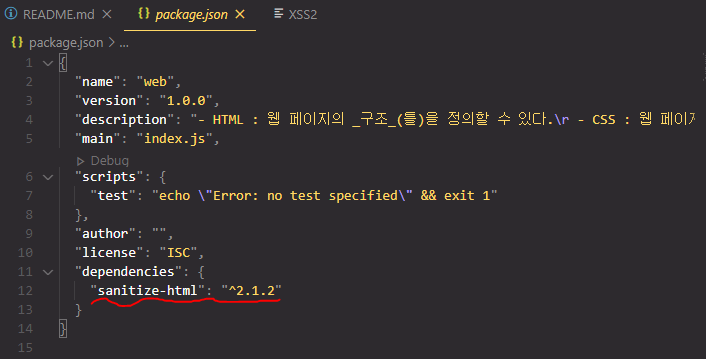 README.md package.json XSS2
package.json > ...
1 {
2 "name": "web",
3 "version": "1.0.0",
4 "description": "- HTML : 웹 페이지의 _구조_(틀)을 정의할 수 있다.\r - CSS : 웹 페이지
5 "main": "index.js",
Debug
6 "scripts": {
7 "test": "echo \"Error: no test specified\" && exit 1"
8 },
9 "author": "",
10 "license": "ISC",
11 "dependencies": {
12 "sanitize-html": "^2.1.2"
13 }
14 }
15